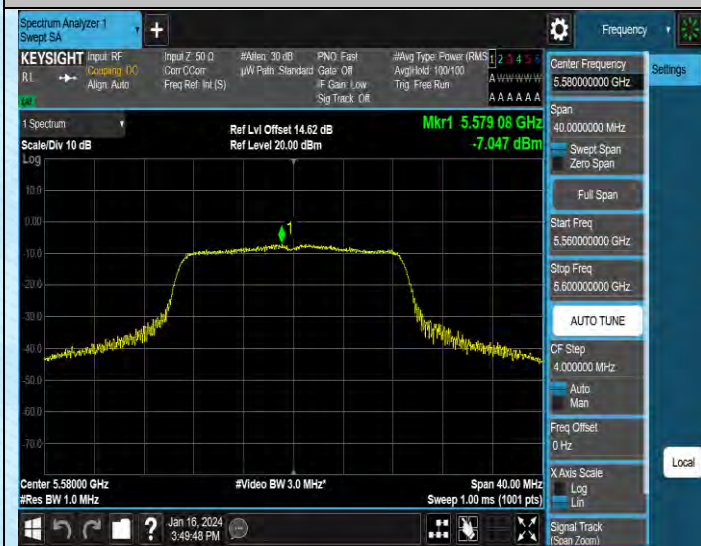 Spectrum Analyzer 1
Swept SA
+
Frequency
KEYSIGHT
RL
Input: RF
Coupling: DC
Align: Auto
Input Z: 50 Ω
Corr CCorr
Freq Ref: Int (S)
#Atten: 30 dB
µW Path: Standard
PNO: Fast
Gate: Off
IF Gain: Low
Sig Track: Off
#Avg Type: Power (RMS
Avg|Hold: 100/100
Trig: Free Run
1 2 3 4 5 6
A W W W W W
A A A A A A
1 Spectrum
Scale/Div 10 dB
Log
Ref Lvl Offset 14.62 dB
Ref Level 20.00 dBm
Mkr1 5.579 08 GHz
-7.047 dBm
10.0
0.00
-10.0
-20.0
-30.0
-40.0
-50.0
-60.0
-70.0
1
Center 5.58000 GHz
#Res BW 1.0 MHz
#Video BW 3.0 MHz*
Span 40.00 MHz
Sweep 1.00 ms (1001 pts)
Jan 16, 2024
3:49:48 PM
Center Frequency
5.580000000 GHz
Span
40.0000000 MHz
Swept Span
Zero Span
Full Span
Start Freq
5.560000000 GHz
Stop Freq
5.600000000 GHz
AUTO TUNE
CF Step
4.000000 MHz
Auto
Man
Freq Offset
0 Hz
X Axis Scale
Log
Lin
Signal Track
(Span Zoom)
Settings
Local